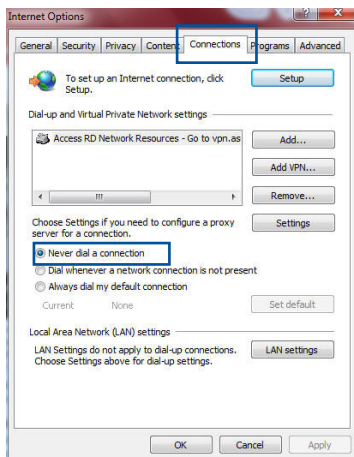 Internet Options
General Security Privacy Content Connections Programs Advanced
To set up an Internet connection, click Setup.
Setup
Dial-up and Virtual Private Network settings
Access RD Network Resources - Go to vpn.as
Add...
Add VPN...
Remove...
Choose Settings if you need to configure a proxy
server for a connection.
Settings
Never dial a connection
Dial whenever a network connection is not present
Always dial my default connection
Current None
Set default
Local Area Network (LAN) settings
LAN Settings do not apply to dial-up connections.
Choose Settings above for dial-up settings.
LAN settings
OK Cancel Apply